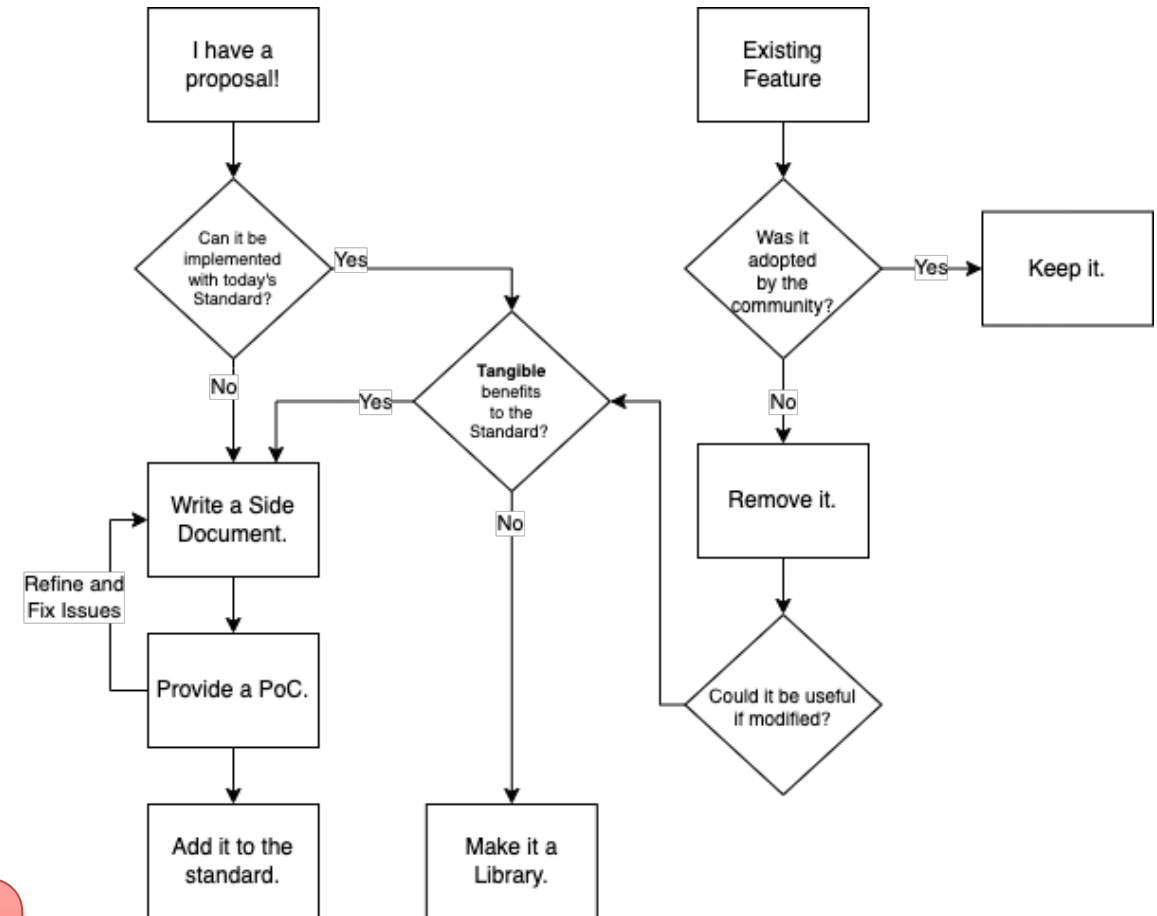 I have a
proposal!
Existing
Feature
Can it be
implemented
with today's
Standard?
Yes
Was it
adopted
by the
community?
Yes
Keep it.
No
Tangible
benefits
to the
Standard?
Yes
No
No
Write a Side
Document.
Remove it.
Refine and
Fix Issues
Provide a PoC.
Could it be useful
if modified?
Add it to the
standard.
Make it a
Library.